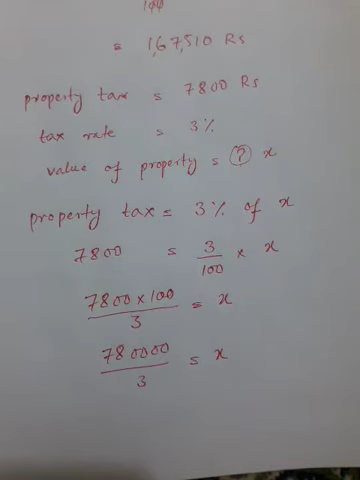 100
= 1,67,510 Rs
property tax = 7800 Rs
tax rate = 3%
value of property = ? x
property tax = 3% of x
7800 = 3/100 × x
7800 × 100 / 3 = x
780000 / 3 = x